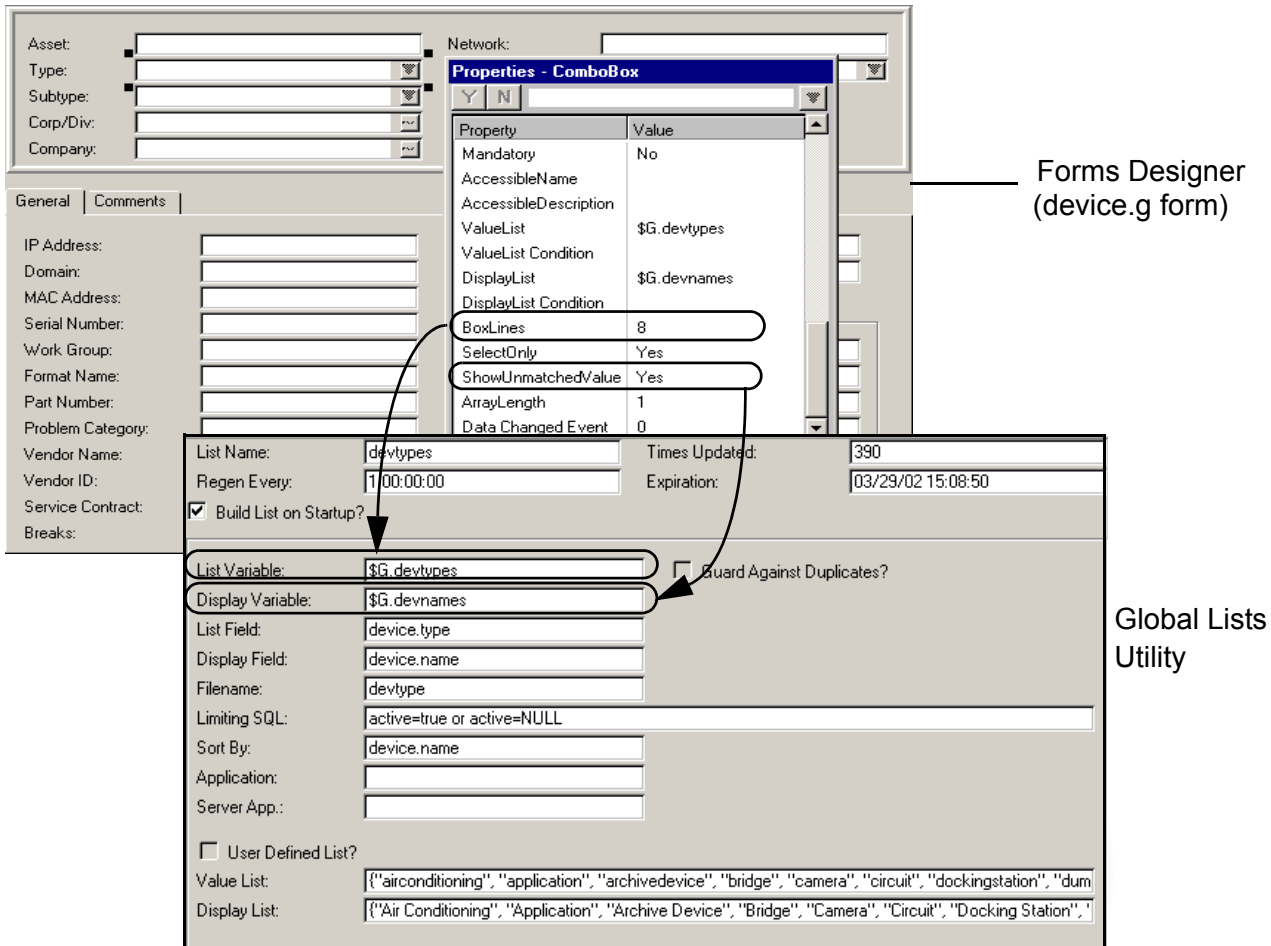 Asset:
Network:
Type:
Subtype:
Corp/Div:
Company:
Properties - ComboBox
Y N
Property Value
Mandatory No
AccessibleName
AccessibleDescription
ValueList $G.devtypes
ValueList Condition
DisplayList $G.devnames
DisplayList Condition
BoxLines 8
SelectOnly Yes
ShowUnmatchedValue Yes
ArrayLength 1
Data Changed Event 0
Forms Designer
(device.g form)
General Comments
IP Address:
Domain:
MAC Address:
Serial Number:
Work Group:
Format Name:
Part Number:
Problem Category:
Vendor Name:
Vendor ID:
Service Contract:
Breaks:
List Name: devtypes Times Updated: 390
Regen Every: 1 00:00:00 Expiration: 03/29/02 15:08:50
Build List on Startup?
List Variable: $G.devtypes Guard Against Duplicates?
Display Variable: $G.devnames
List Field: device.type
Display Field: device.name
Filename: devtype
Limiting SQL: active=true or active=NULL
Sort By: device.name
Application:
Server App.:
User Defined List?
Value List: {"airconditioning", "application", "archivedevice", "bridge", "camera", "circuit", "dockingstation", "dum
Display List: {"Air Conditioning", "Application", "Archive Device", "Bridge", "Camera", "Circuit", "Docking Station", "
Global Lists
Utility